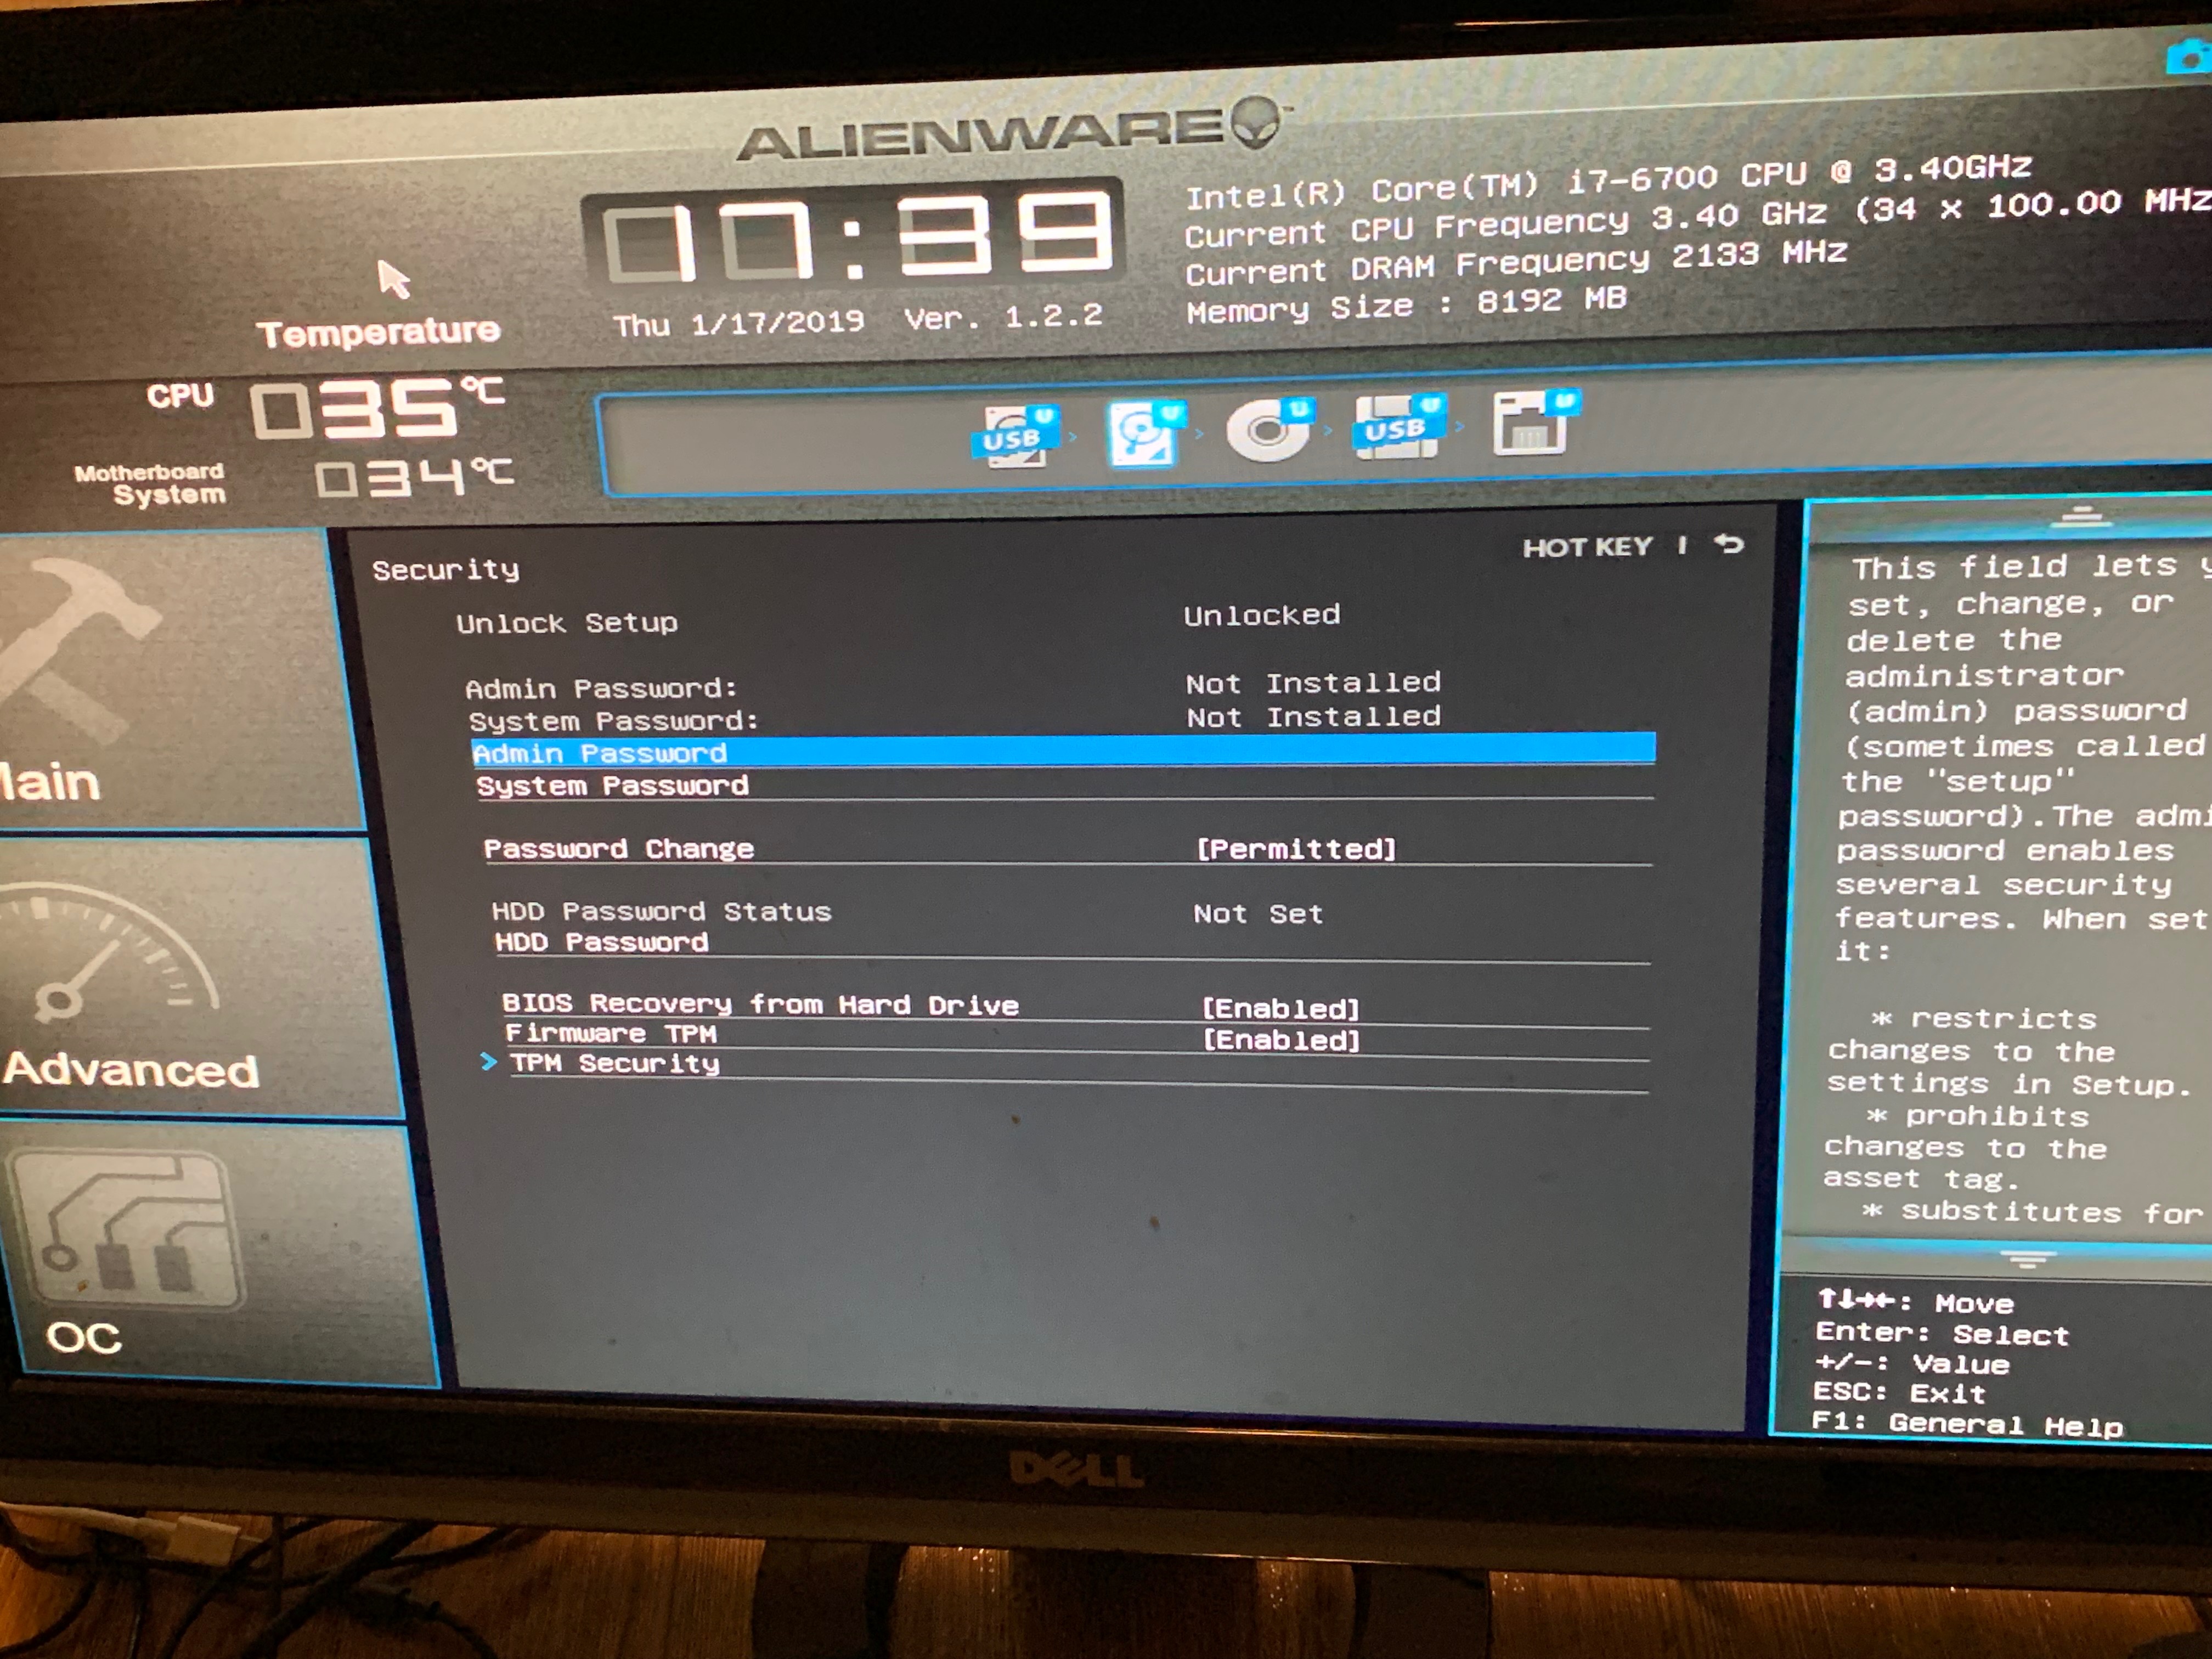 ALIENWARE
17:39
Thu 1/17/2019 Ver. 1.2.2
Intel(R) Core(TM) i7-6700 CPU @ 3.40GHz
Current CPU Frequency 3.40 GHz (34 x 100.00 MHz
Current DRAM Frequency 2133 MHz
Memory Size : 8192 MB
Temperature
CPU 035°C
Motherboard
System 034°C
U USB U U U USB U
HOT KEY
Security
Unlock Setup Unlocked
Admin Password: Not Installed
System Password: Not Installed
Admin Password
System Password
Password Change [Permitted]
HDD Password Status Not Set
HDD Password
BIOS Recovery from Hard Drive [Enabled]
Firmware TPM [Enabled]
> TPM Security
Main
Advanced
OC
This field lets y
set, change, or
delete the
administrator
(admin) password
(sometimes called
the "setup"
password).The admi
password enables
several security
features. When set
it:
* restricts
changes to the
settings in Setup.
* prohibits
changes to the
asset tag.
* substitutes for
↑↓→←: Move
Enter: Select
+/-: Value
ESC: Exit
F1: General Help
DELL